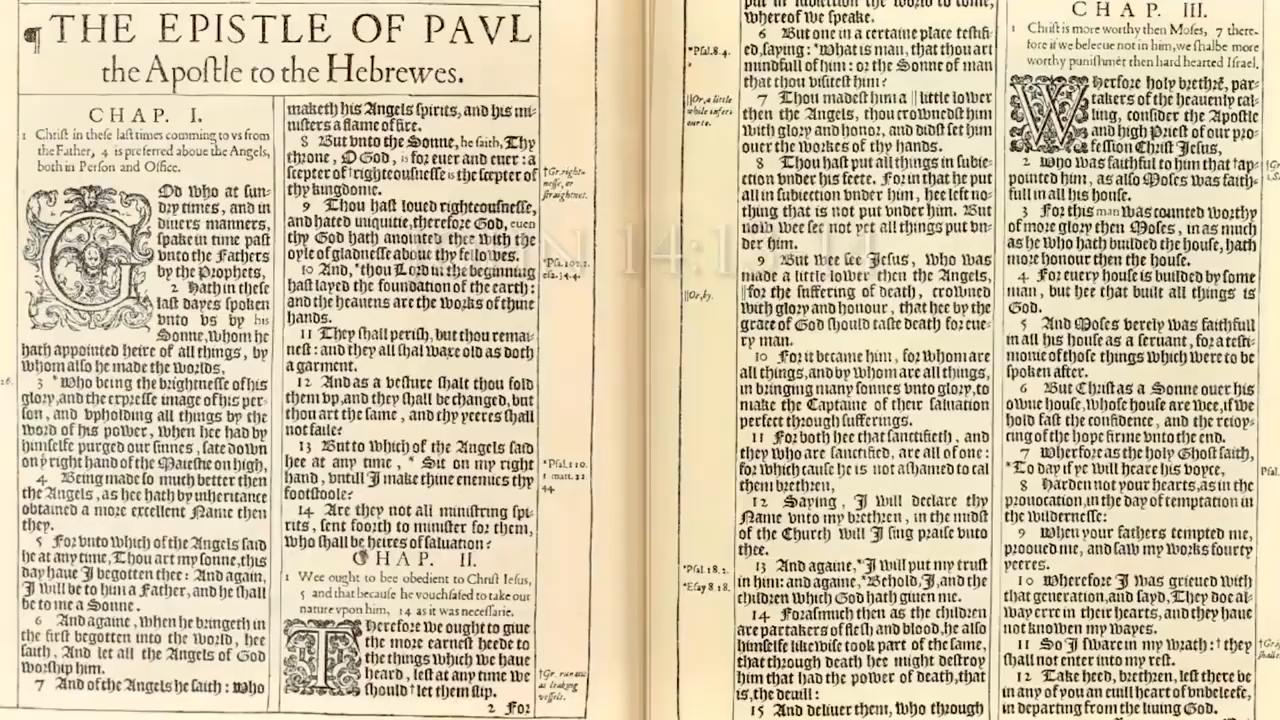 ¶ THE EPISTLE OF PAVL
the Apoſtle to the Hebrewes.
CHAP. I.
1 Chriſt in theſe laſt times comming to vs from
the Father, 4 is preferred aboue the Angels,
both in Perſon and Office.
GOd who at ſun-
dry times, and in
diuers manners,
ſpake in time paſt
vnto the Fathers
by the Prophets,
2 Hath in theſe
laſt dayes ſpoken
vnto vs by his
Sonne, whom he
hath appointed heire of all things, by
whom alſo he made the worlds,
3 *Who being the brightneſſe of his
glory, and the expreſſe image of his per-
ſon, and vpholding all things by the
word of his power, when hee had by
himſelfe purged our ſinnes, ſate down
on yͤ right hand of the Maieſtie on high,
4 Being made ſo much better then
the Angels, as hee hath by inheritance
obtained a more excellent Name then
they.
5 For vnto which of the Angels ſaid
he at any time, Thou art my ſonne, this
day haue I begotten thee: And again,
I will be to him a Father, and he ſhall
be to me a Sonne.
6 And againe, when he bringeth in
the firſt begotten into the world, hee
ſaith, And let all the Angels of God
worſhip him.
7 And of the Angels he ſaith: Who
maketh his Angels ſpirits, and his mi-
niſters a flame of fire.
8 But vnto the Sonne, he ſaith, Thy
throne, O God, is for euer and euer: a
ſcepter of †righteouſneſſe is the ſcepter of
thy kingdome.
9 Thou haſt loued righteouſneſſe,
and hated iniquitie, therefore God, euen
thy God hath anointed thee with the
oyle of gladneſſe aboue thy fellowes.
10 And, *thou Lord in the beginning
haſt layed the foundation of the earth:
and the heauens are the works of thine
hands.
11 They ſhall periſh, but thou remai-
neſt: and they all ſhal waxe old as doth
a garment.
12 And as a veſture ſhalt thou fold
them vp, and they ſhall be changed, but
thou art the ſame, and thy yeeres ſhall
not faile.
13 But to which of the Angels ſaid
hee at any time, * Sit on my right
hand, vntill I make thine enemies thy
footſtoole?
14 Are they not all miniſtring ſpi-
rits, ſent foorth to miniſter for them,
who ſhall be heires of ſaluation?
CHAP. II.
1 Wee ought to bee obedient to Chriſt Ieſus,
5 and that becauſe he vouchſafed to take our
nature vpon him, 14 as it was neceſſarie.
THerefore we ought to giue
the more earneſt heede to
the things which we haue
heard, leſt at any time we
ſhould †let them ſlip.
2 For
†Gr. right-
neſſe, or
ſtraightnes.
*Pſal. 110.
44
†Gr. run out
as leaking
veſſels.
whereof we ſpeake.
6 But one in a certaine place teſtifi-
ed, ſaying: *What is man, that thou art
mindfull of him: or the Sonne of man
that thou viſiteſt him?
7 Thou madeſt him a ‖ little lower
then the Angels, thou crownedſt him
with glory and honor, and didſt ſet him
ouer the workes of thy hands.
8 Thou haſt put all things in ſubie-
ction vnder his feete. For in that he put
all in ſubiection vnder him, hee left no-
thing that is not put vnder him. But
now wee ſee not yet all things put vn-
der him.
9 But wee ſee Jeſus, who was
made a little lower then the Angels,
‖for the ſuffering of death, crowned
with glory and honour, that hee by the
grace of God ſhould taſte death for eue-
ry man.
10 For it became him, for whom are
all things, and by whom are all things,
in bringing many ſonnes vnto glory, to
make the Captaine of their ſaluation
perfect through ſufferings.
11 For both hee that ſanctifieth, and
they who are ſanctified, are all of one:
for which cauſe he is not aſhamed to cal
them brethren,
12 Saying, I will declare thy
Name vnto my brethren, in the midſt
of the Church will I ſing praiſe vnto
thee.
13 And againe, *I will put my truſt
in him: and againe, *Behold, I, and the
children which God hath giuen me.
14 Foraſmuch then as the children
are partakers of fleſh and blood, he alſo
himſelfe likewiſe took part of the ſame,
that through death hee might deſtroy
him that had the power of death, that
is, the deuill:
15 And deliuer them, who through
*Pſal. 8.4.
‖Or, a little
while inferi-
our to.
‖Or, by.
*Pſal. 18.2.
*Eſay 8.18.
CHAP. III.
1 Chriſt is more worthy then Moſes, 7 there-
fore if we beleeue not in him, we ſhalbe more
worthy puniſhmēt then hard hearted Iſrael.
WHerfore holy brethrē, par-
takers of the heauenly cal-
ling, conſider the Apoſtle
and high Prieſt of our pro-
feſſion Chriſt Jeſus,
2 Who was faithful to him that †ap-
pointed him, as alſo Moſes was faith-
full in all his houſe.
3 For this man was counted worthy
of more glory then Moſes, in as much
as he who hath builded the houſe, hath
more honour then the houſe.
4 For euery houſe is builded by ſome
man, but hee that built all things is
God.
5 And Moſes verely was faithfull
in all his houſe as a ſeruant, for a teſti-
monie of thoſe things which were to be
ſpoken after.
6 But Chriſt as a Sonne ouer his
owne houſe, whoſe houſe are wee, if we
hold faſt the confidence, and the reioy-
cing of the hope firme vnto the end.
7 Wherfore as the holy Ghoſt ſaith,
*To day if ye will heare his voyce,
8 Harden not your hearts, as in the
prouocation, in the day of temptation in
the wilderneſſe:
9 When your fathers tempted me,
prooued me, and ſaw my works fourty
yeeres.
10 Wherefore I was grieued with
that generation, and ſayd, They doe al-
way erre in their hearts, and they haue
not knowen my wayes.
11 So I ſware in my wrath: † they
ſhall not enter into my reſt.
12 Take heed, brethren, leſt there be
in any of you an euill heart of vnbeleefe,
in departing from the liuing God.